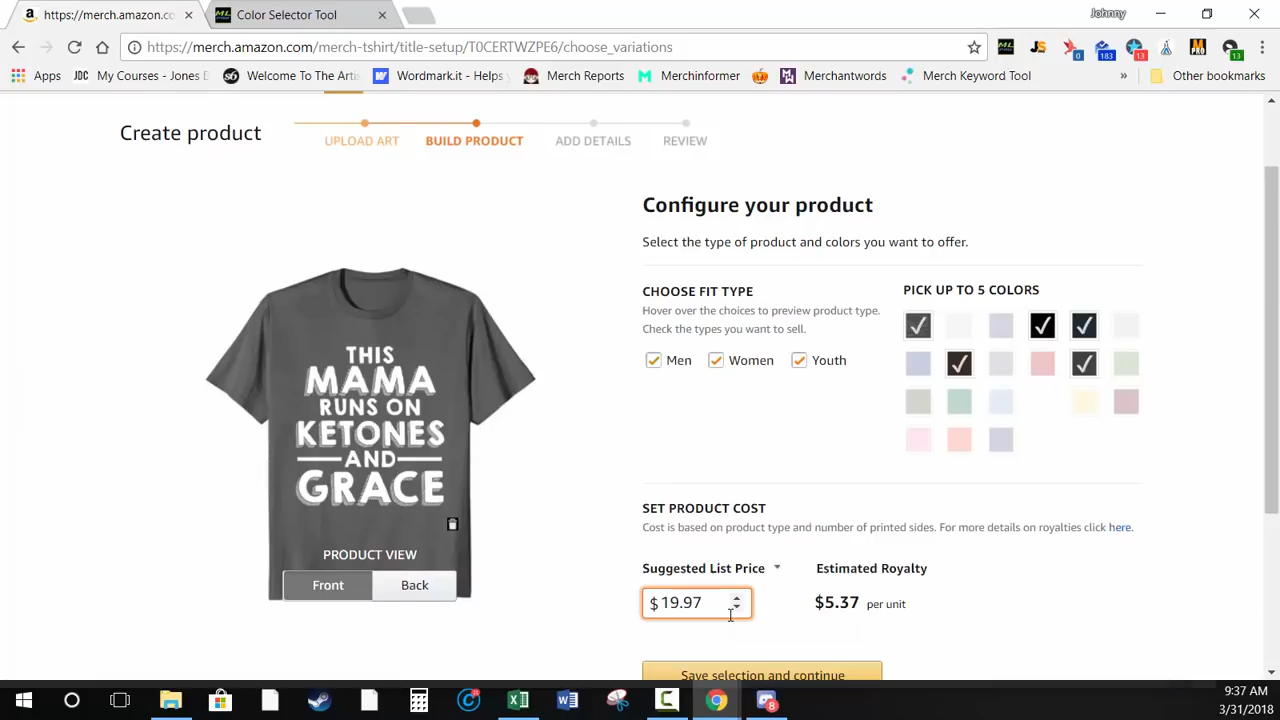 https://merch.amazon.co
Color Selector Tool
Johnny
https://merch.amazon.com/merch-tshirt/title-setup/T0CERTWZPE6/choose_variations
0
183
13
13
Apps
My Courses - Jones D
Welcome To The Artis
Wordmark.it - Helps y
Merch Reports
Merchinformer
Merchantwords
Merch Keyword Tool
»
Other bookmarks
Create product
UPLOAD ART
BUILD PRODUCT
ADD DETAILS
REVIEW
Configure your product
Select the type of product and colors you want to offer.
CHOOSE FIT TYPE
Hover over the choices to preview product type.
Check the types you want to sell.
Men
Women
Youth
PICK UP TO 5 COLORS
THIS
MAMA
RUNS ON
KETONES
AND
GRACE
PRODUCT VIEW
Front
Back
SET PRODUCT COST
Cost is based on product type and number of printed sides. For more details on royalties click here.
Suggested List Price
Estimated Royalty
$ 19.97
$5.37 per unit
Save selection and continue
8
9:37 AM
3/31/2018